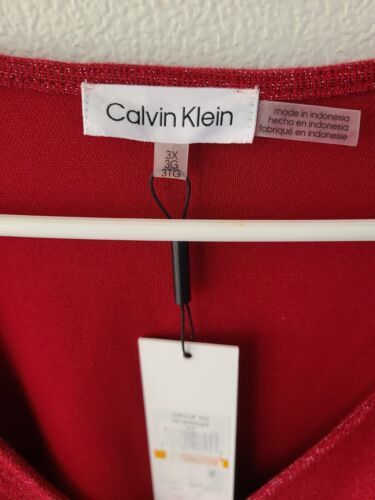 Calvin Klein
3X
3G
3TG
made in indonesia
hecho en indonesia
fabriqué en indonesie